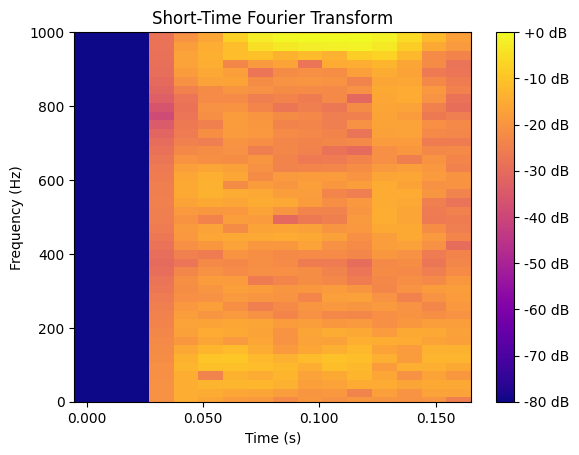 Short-Time Fourier Transform
Frequency (Hz)
1000
800
600
400
200
0
0.000
0.050
0.100
0.150
Time (s)
+0 dB
-10 dB
-20 dB
-30 dB
-40 dB
-50 dB
-60 dB
-70 dB
-80 dB